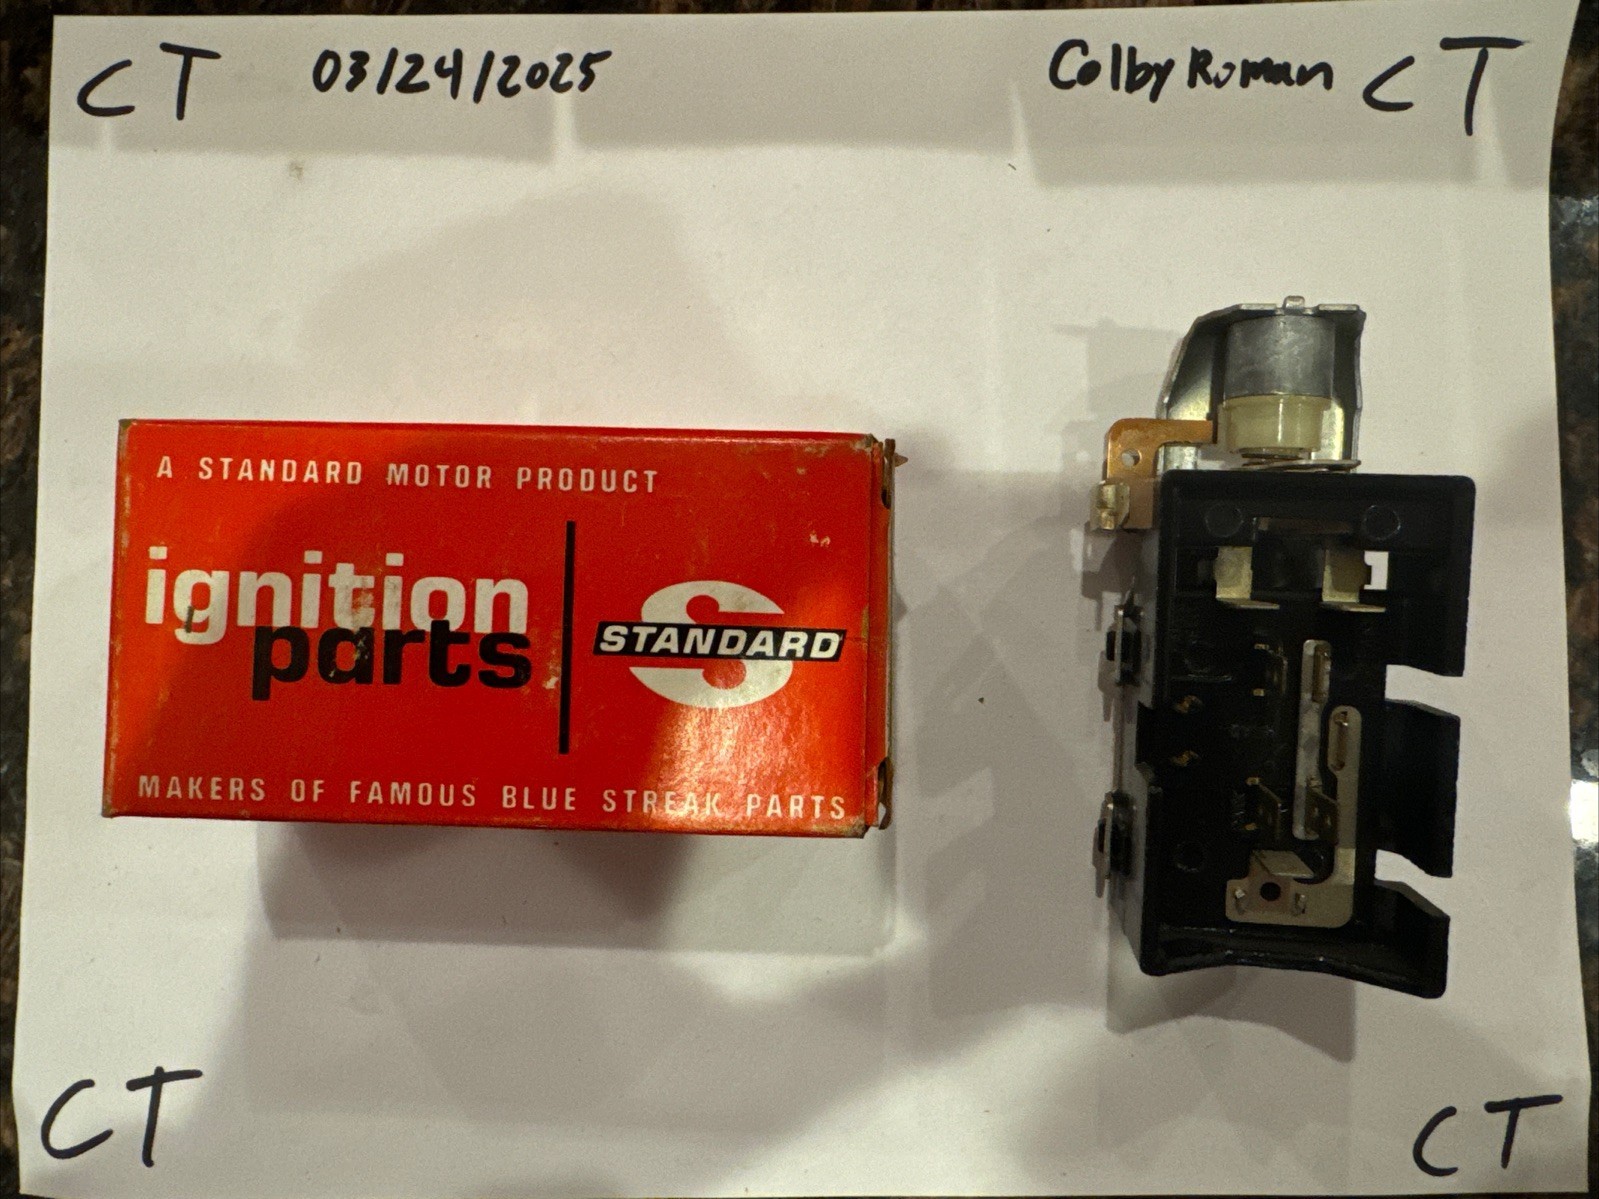 CT 03/24/2025 Colby Roman CT
A STANDARD MOTOR PRODUCT
ignition
parts
S
STANDARD
MAKERS OF FAMOUS BLUE STREAK PARTS
CT CT